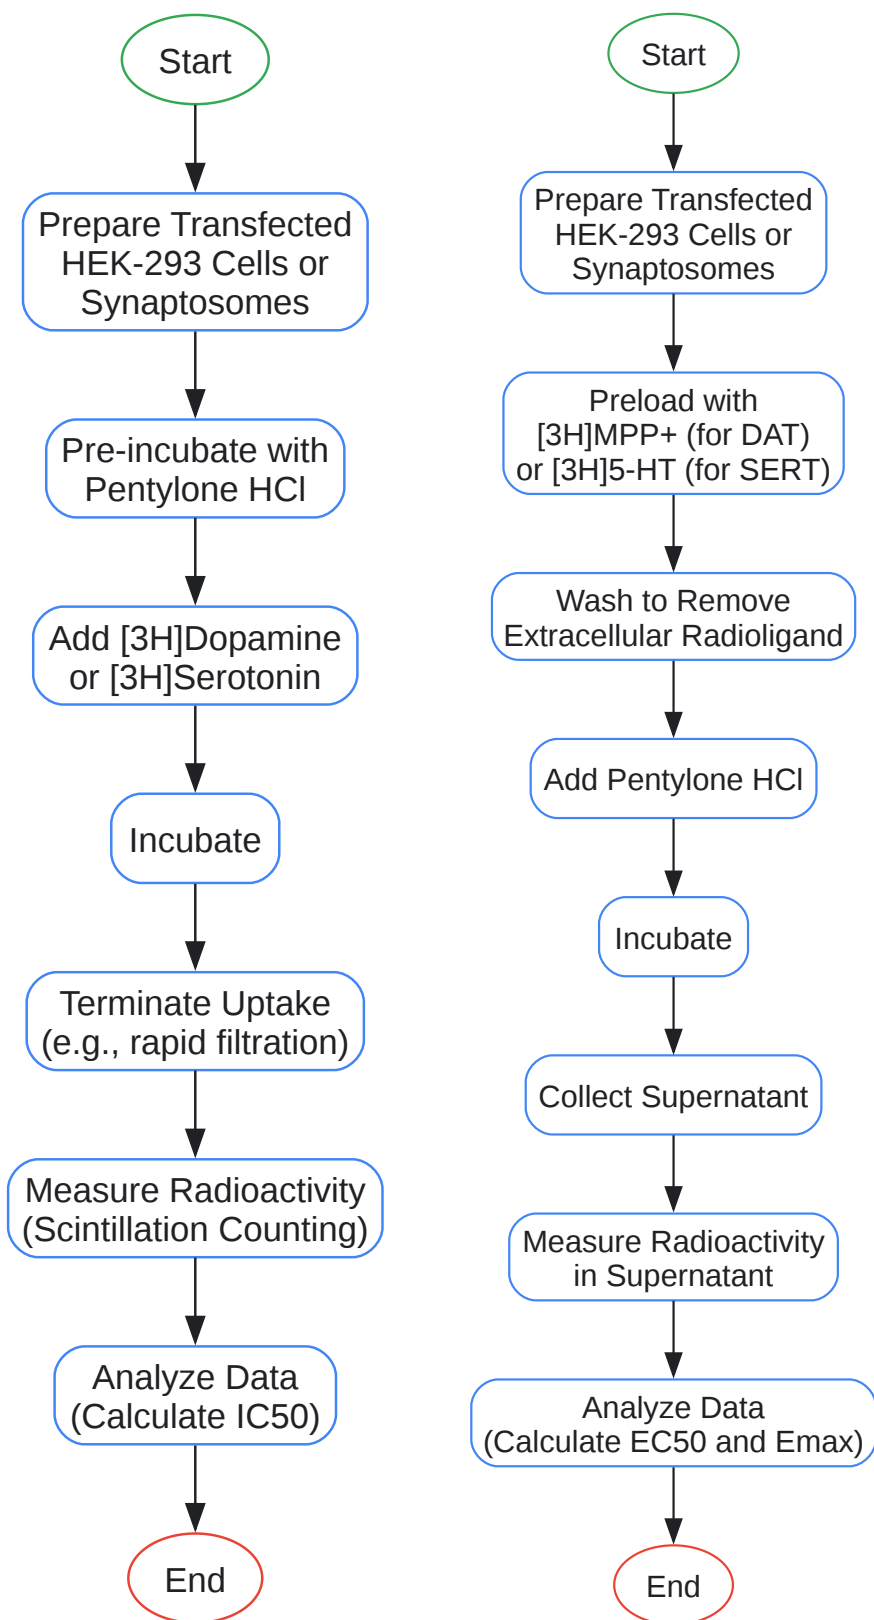 Start
Prepare Transfected
HEK-293 Cells or
Synaptosomes
Pre-incubate with
Pentylone HCl
Add [3H]Dopamine
or [3H]Serotonin
Incubate
Terminate Uptake
(e.g., rapid filtration)
Measure Radioactivity
(Scintillation Counting)
Analyze Data
(Calculate IC50)
End
Start
Prepare Transfected
HEK-293 Cells or
Synaptosomes
Preload with
[3H]MPP+ (for DAT)
or [3H]5-HT (for SERT)
Wash to Remove
Extracellular Radioligand
Add Pentylone HCl
Incubate
Collect Supernatant
Measure Radioactivity
in Supernatant
Analyze Data
(Calculate EC50 and Emax)
End